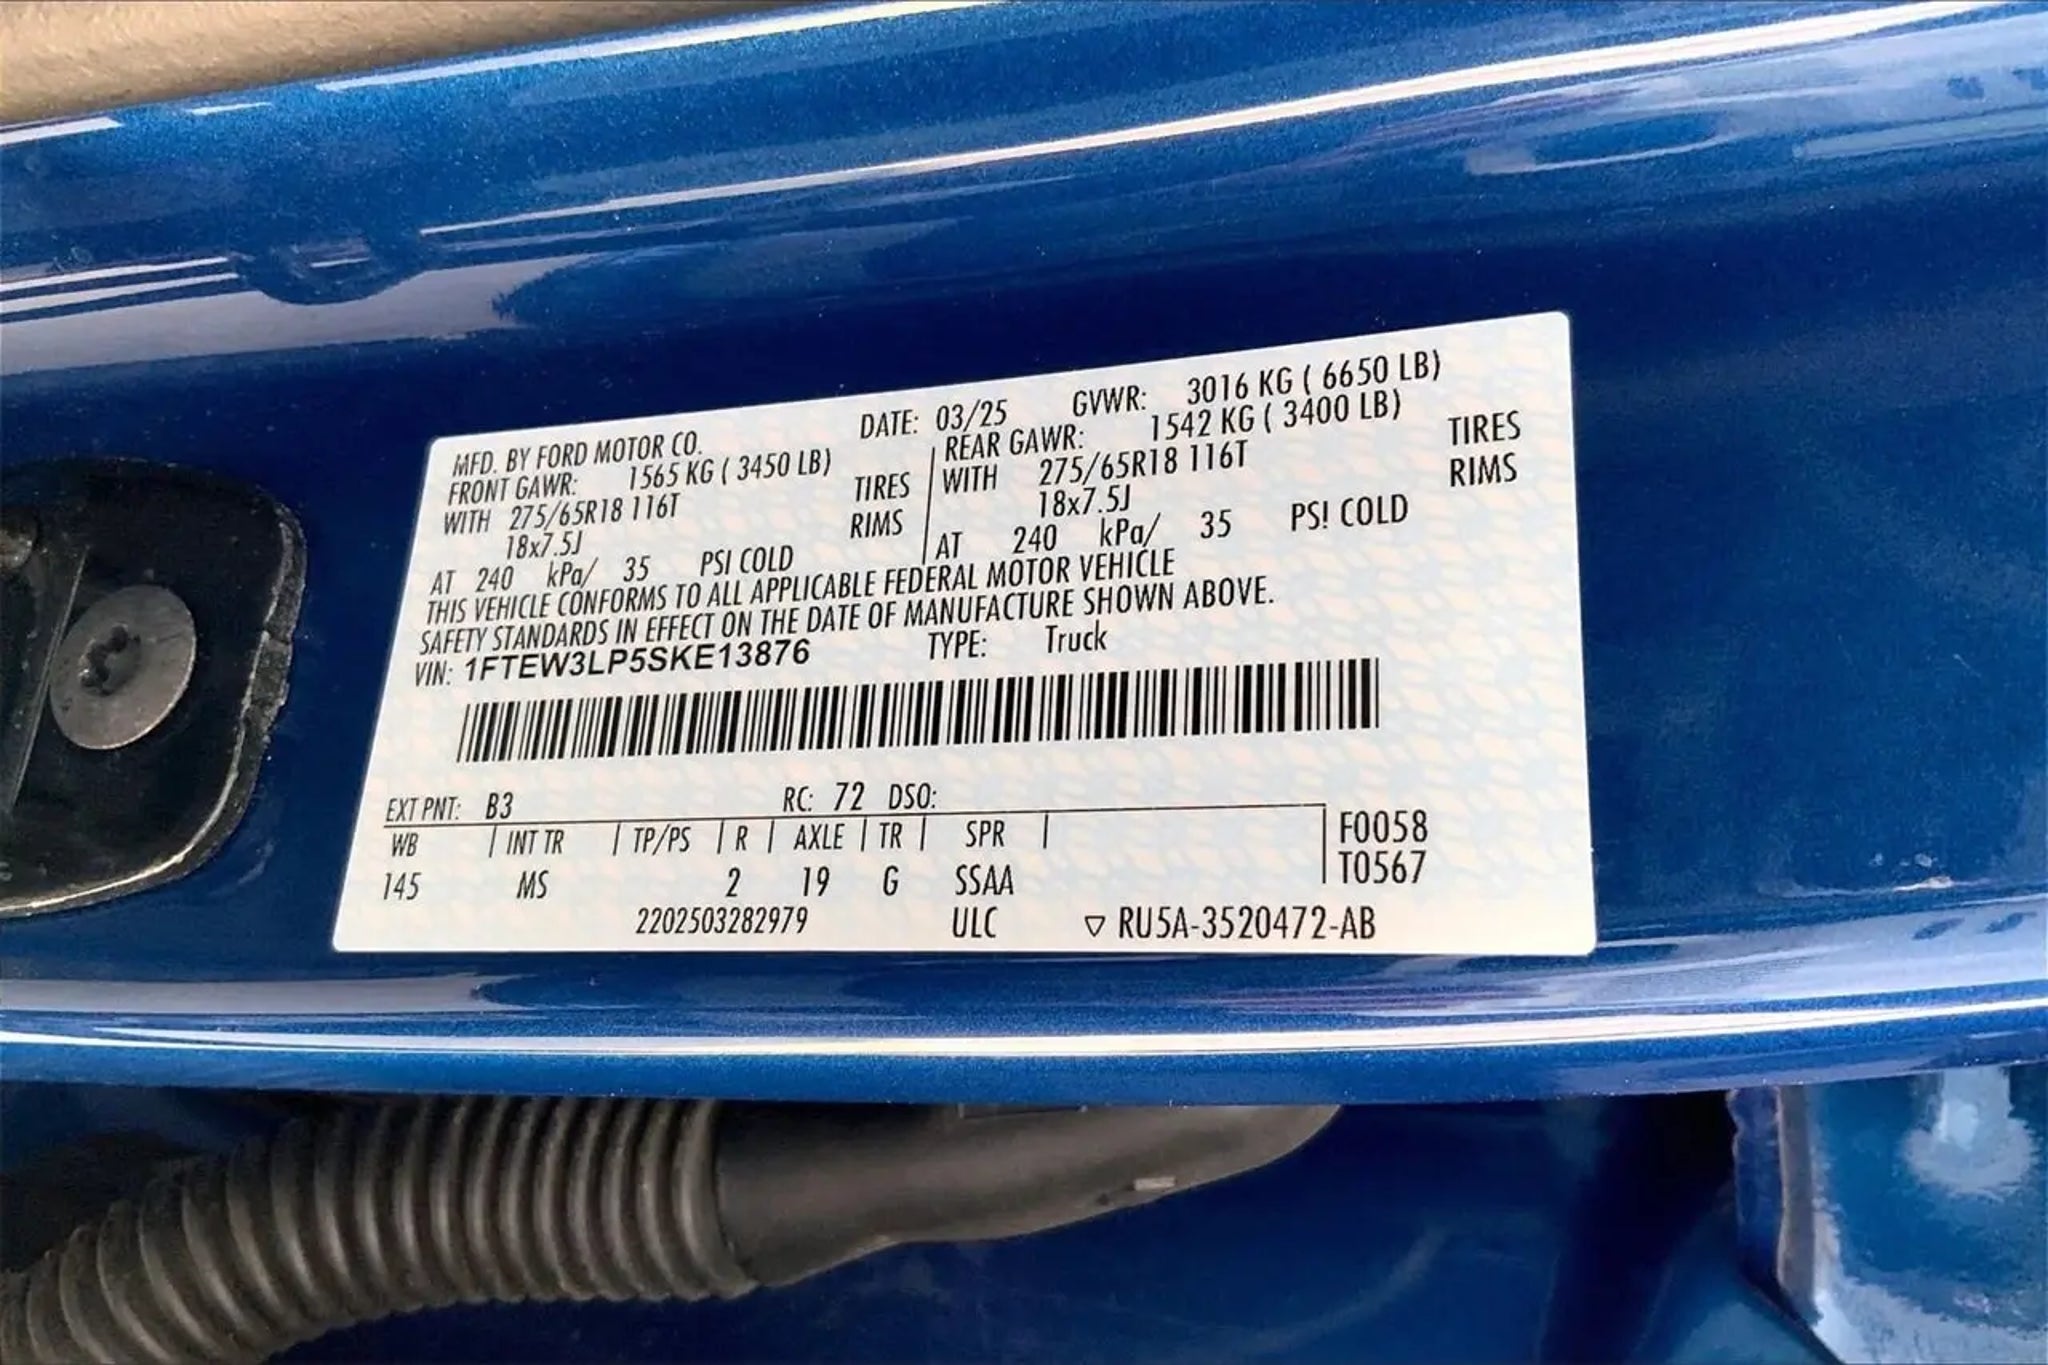 MFD. BY FORD MOTOR CO. DATE: 03/25 GVWR: 3016 KG ( 6650 LB)
FRONT GAWR: 1565 KG ( 3450 LB) REAR GAWR: 1542 KG ( 3400 LB)
WITH 275/65R18 116T TIRES WITH 275/65R18 116T TIRES
18x7.5J RIMS 18x7.5J RIMS
AT 240 kPa/ 35 PSI COLD AT 240 kPa/ 35 PS! COLD
THIS VEHICLE CONFORMS TO ALL APPLICABLE FEDERAL MOTOR VEHICLE
SAFETY STANDARDS IN EFFECT ON THE DATE OF MANUFACTURE SHOWN ABOVE.
VIN: 1FTEW3LP5SKE13876 TYPE: Truck
EXT PNT: B3 RC: 72 DSO:
WB | INT TR | TP/PS | R | AXLE | TR | SPR | F0058
145 MS 2 19 G SSAA T0567
2202503282979 ULC ▽ RU5A-3520472-AB